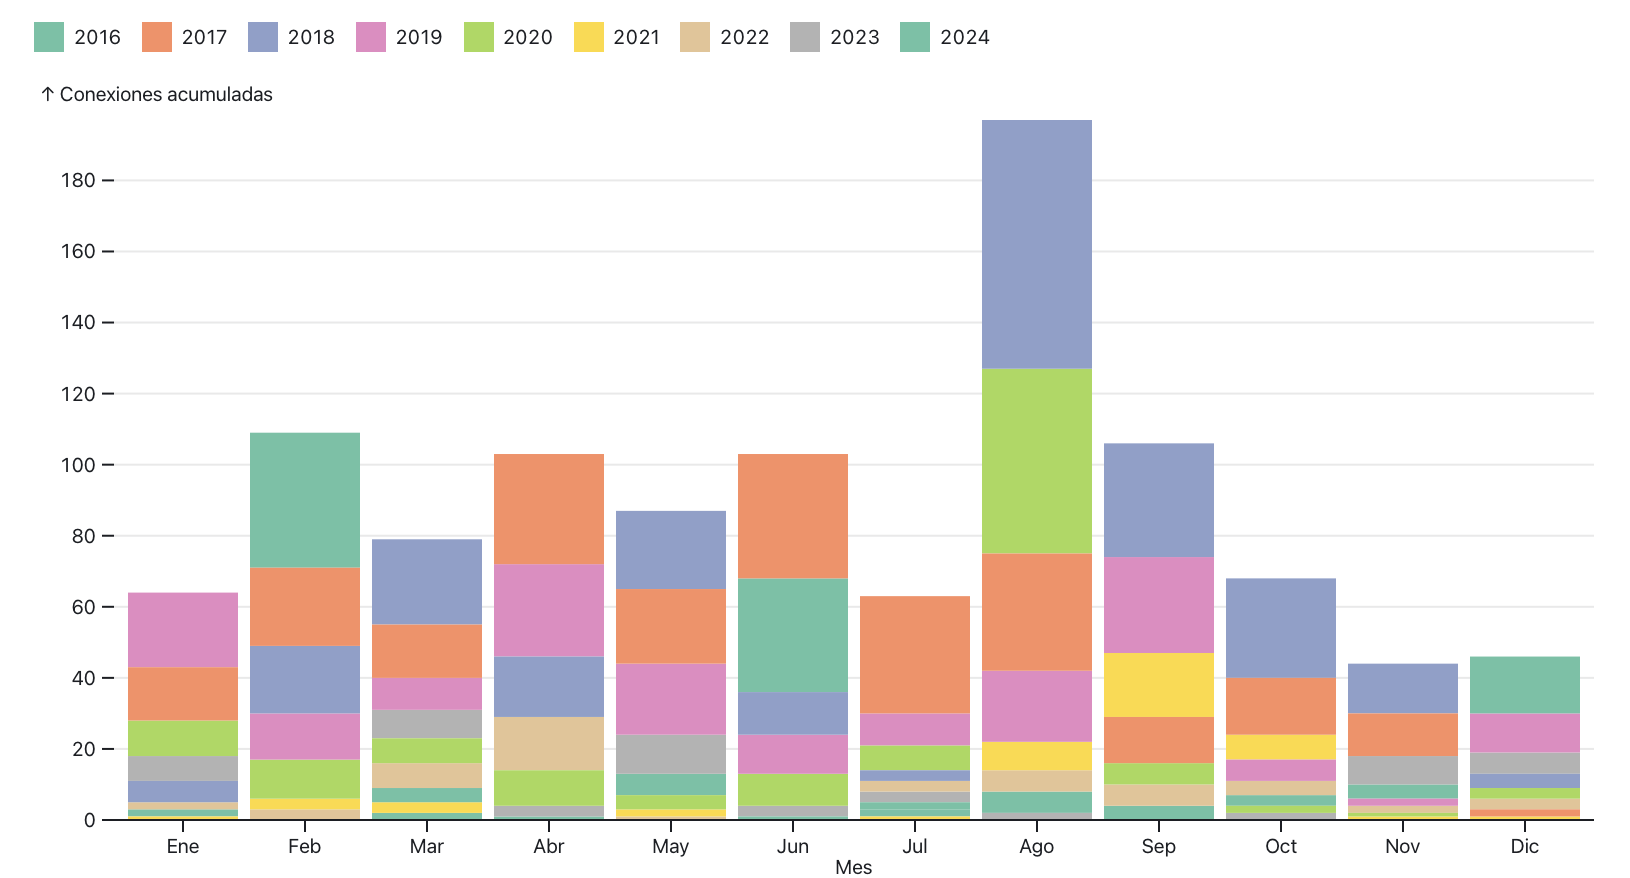 2016 2017 2018 2019 2020 2021 2022 2023 2024
↑ Conexiones acumuladas
180
160
140
120
100
80
60
40
20
0
Ene Feb Mar Abr May Jun Jul Ago Sep Oct Nov Dic
Mes